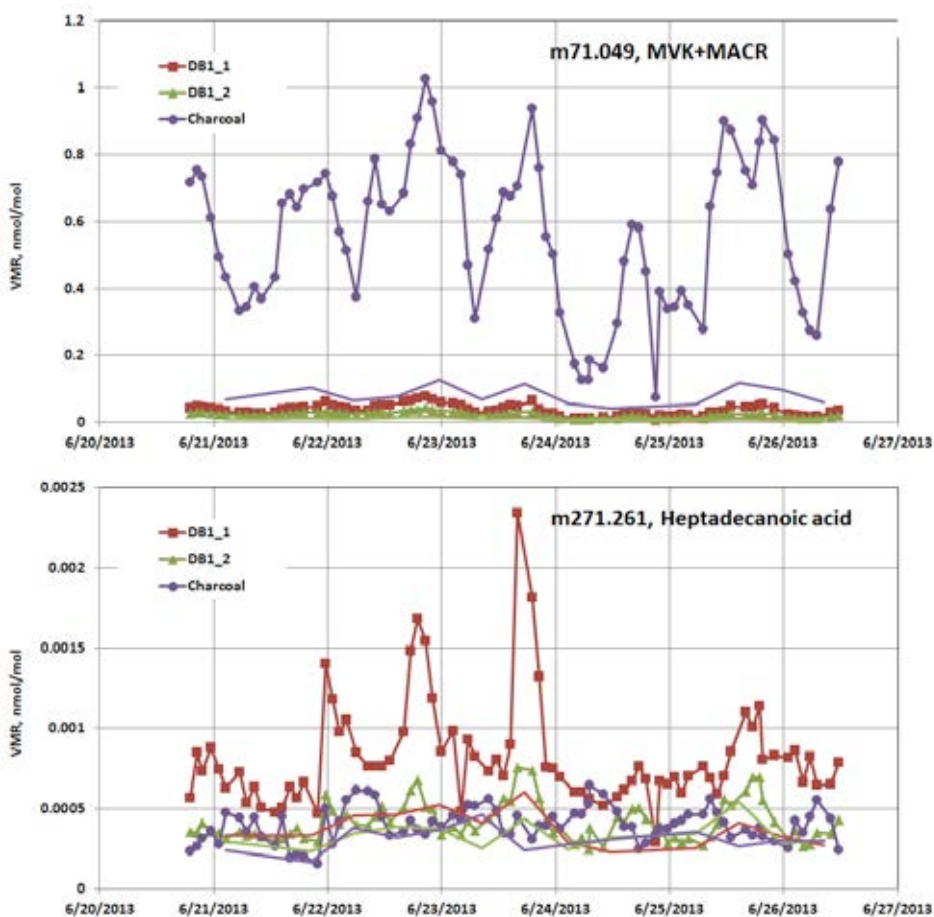 1.2
m71.049, MVK+MACR
1
DB1_1
DB1_2
Charcoal
0.8
VMR, nmol/mol
0.6
0.4
0.2
0
6/20/2013 6/21/2013 6/22/2013 6/23/2013 6/24/2013 6/25/2013 6/26/2013 6/27/2013
0.0025
m271.261, Heptadecanoic acid
DB1_1
DB1_2
Charcoal
0.002
0.0015
VMR, nmol/mol
0.001
0.0005
0
6/20/2013 6/21/2013 6/22/2013 6/23/2013 6/24/2013 6/25/2013 6/26/2013 6/27/2013